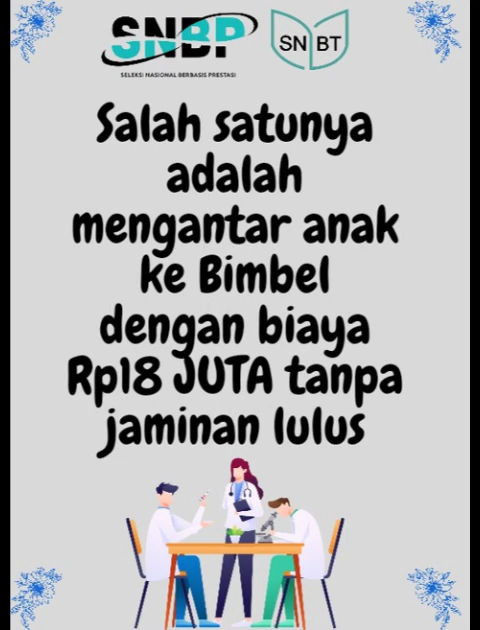 SNBP
SN BT
SELEKSI NASIONAL BERBASIS PRESTASI
Salah satunya
adalah
mengantar anak
ke Bimbel
dengan biaya
Rp18 JUTA tanpa
jaminan lulus